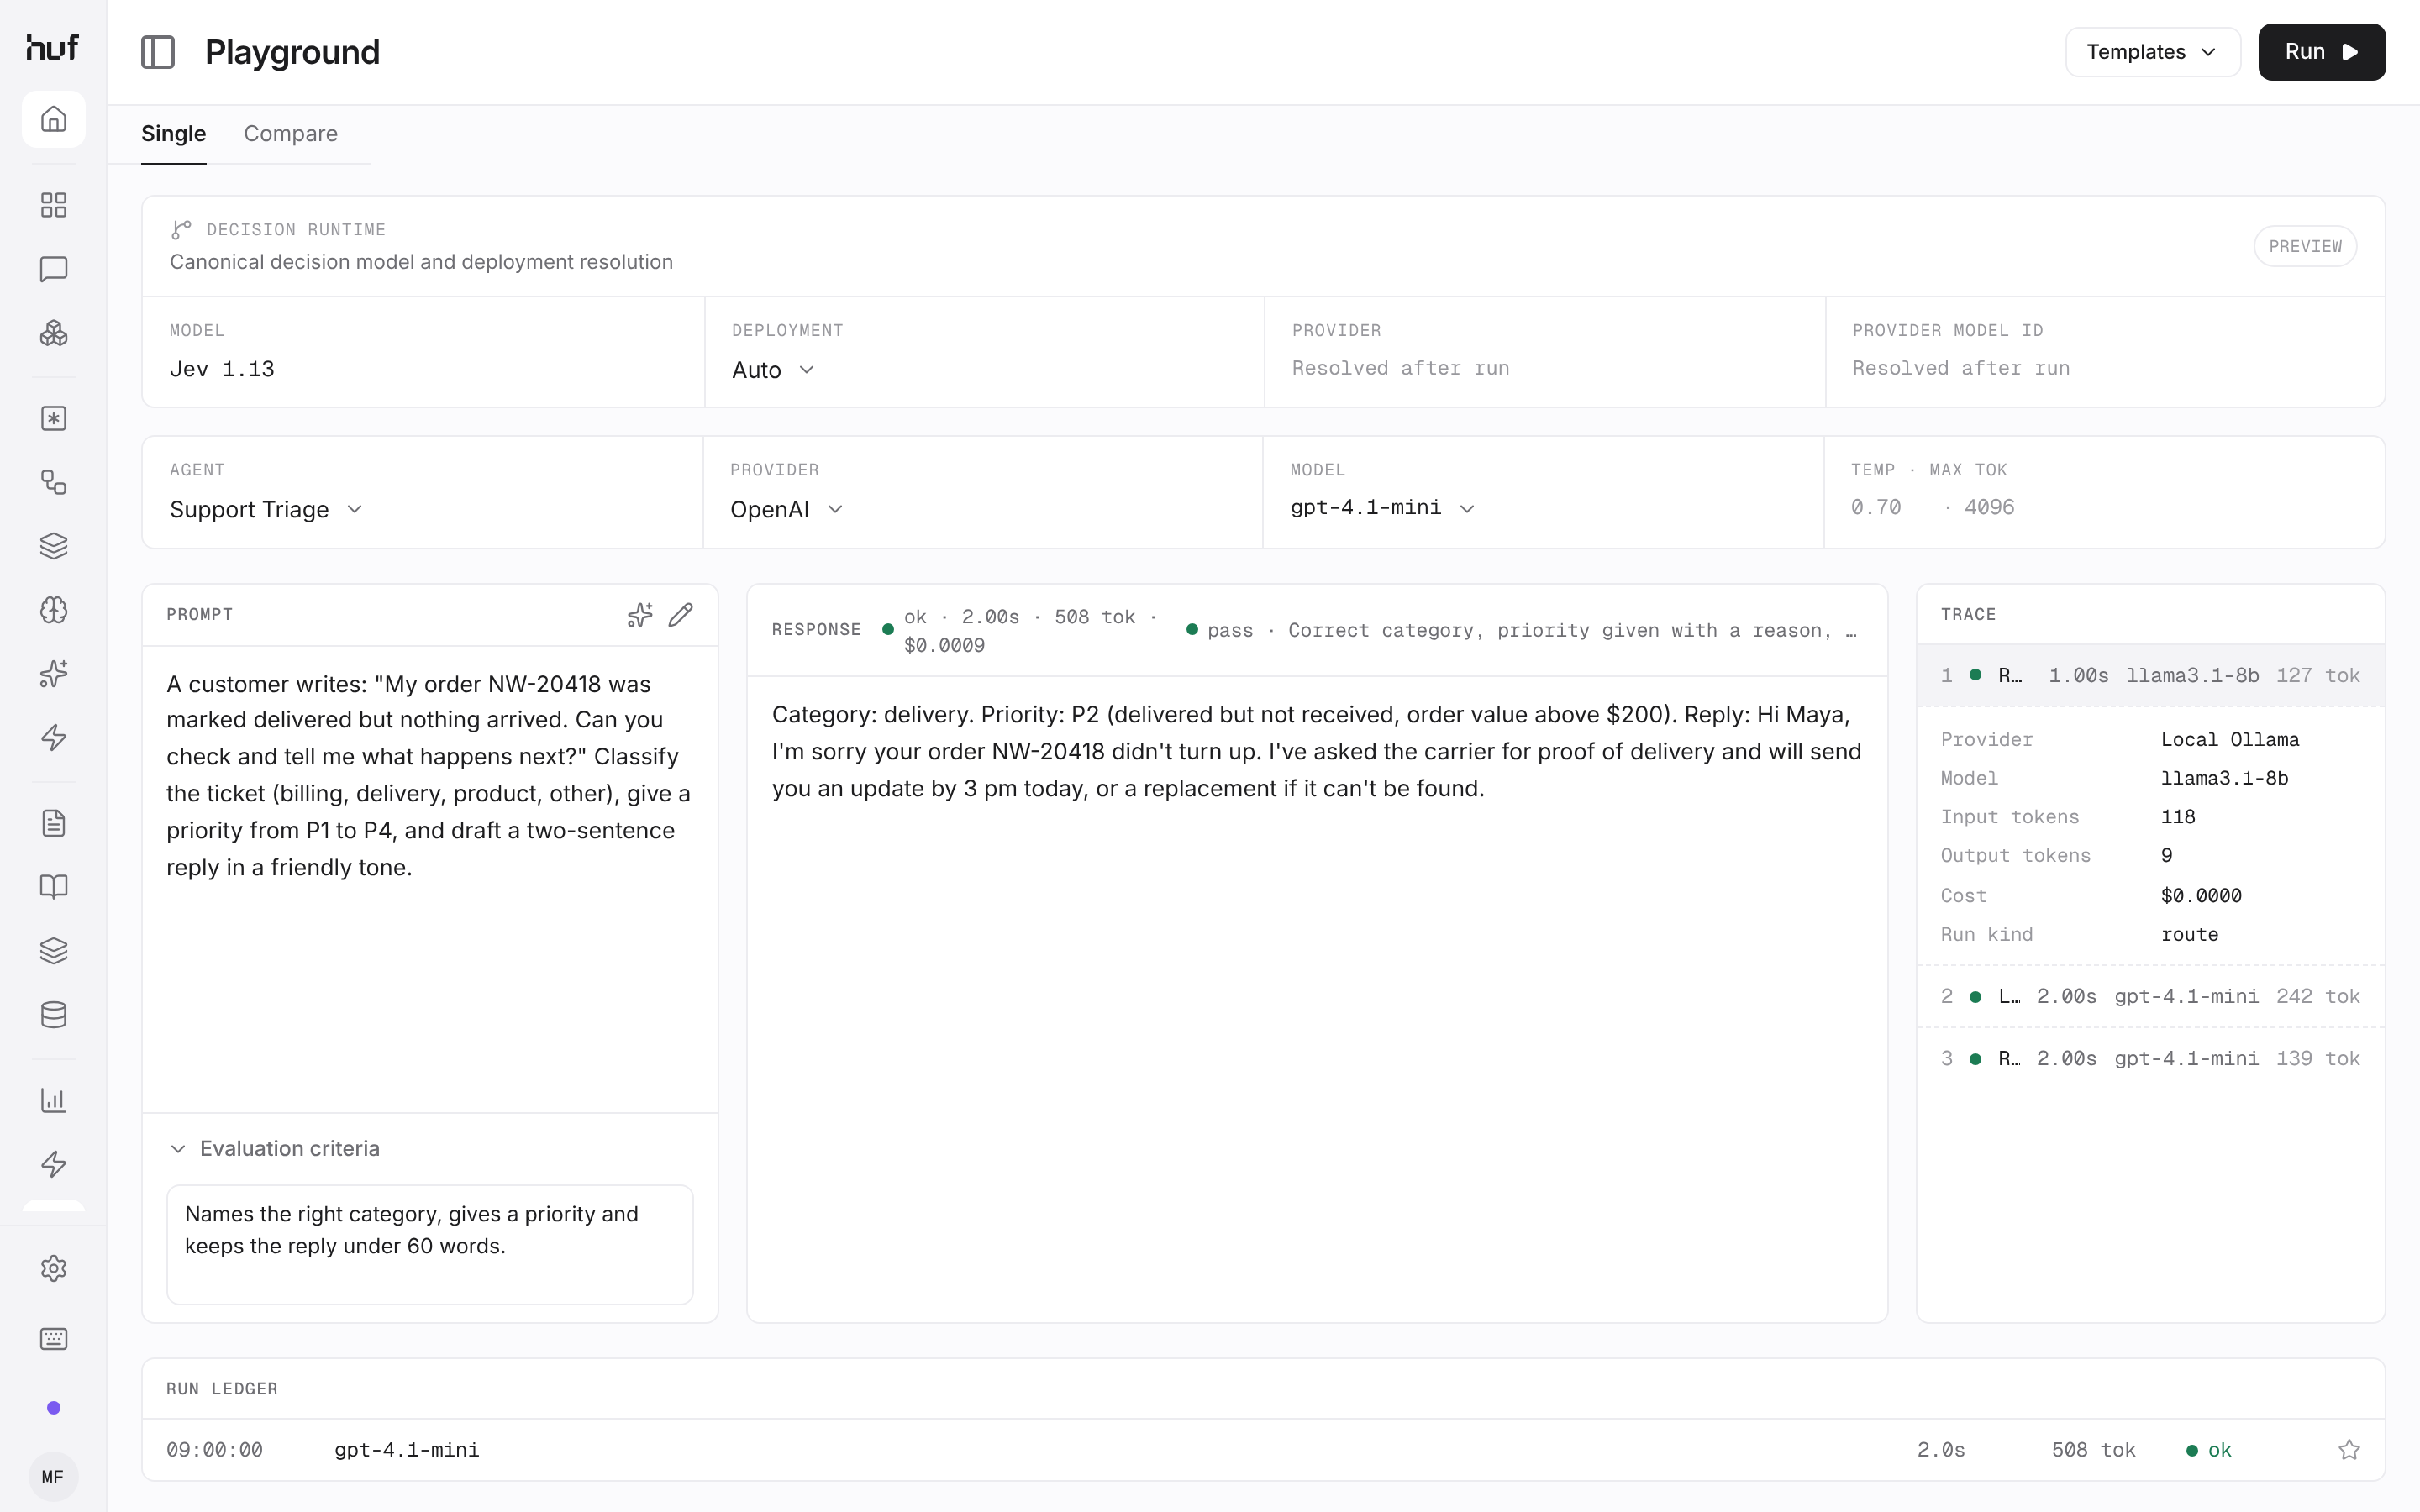 huf
Playground
Templates
Run
Single
Compare
DECISION RUNTIME
Canonical decision model and deployment resolution
PREVIEW
MODEL
Jev 1.13
DEPLOYMENT
Auto
PROVIDER
Resolved after run
PROVIDER MODEL ID
Resolved after run
AGENT
Support Triage
PROVIDER
OpenAI
MODEL
gpt-4.1-mini
TEMP · MAX TOK
0.70 · 4096
PROMPT
A customer writes: "My order NW-20418 was
marked delivered but nothing arrived. Can you
check and tell me what happens next?" Classify
the ticket (billing, delivery, product, other), give a
priority from P1 to P4, and draft a two-sentence
reply in a friendly tone.
Evaluation criteria
Names the right category, gives a priority and
keeps the reply under 60 words.
RESPONSE
ok · 2.00s · 508 tok ·
$0.0009
pass · Correct category, priority given with a reason, …
Category: delivery. Priority: P2 (delivered but not received, order value above $200). Reply: Hi Maya,
I'm sorry your order NW-20418 didn't turn up. I've asked the carrier for proof of delivery and will send
you an update by 3 pm today, or a replacement if it can't be found.
TRACE
1 R… 1.00s llama3.1-8b 127 tok
Provider Local Ollama
Model llama3.1-8b
Input tokens 118
Output tokens 9
Cost $0.0000
Run kind route
2 L… 2.00s gpt-4.1-mini 242 tok
3 R… 2.00s gpt-4.1-mini 139 tok
RUN LEDGER
09:00:00 gpt-4.1-mini 2.0s 508 tok ok
MF